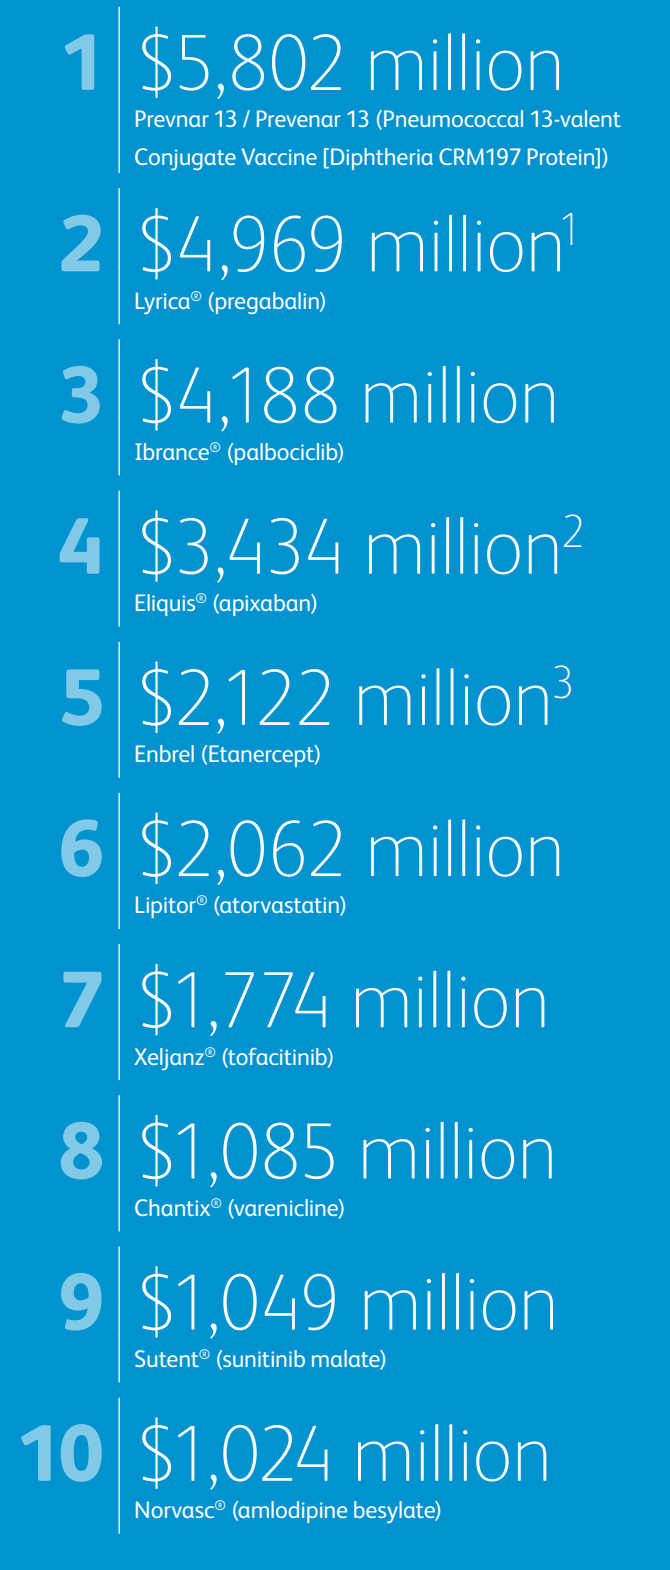 1
$5,802 million
Prevnar 13 / Prevenar 13 (Pneumococcal 13-valent
Conjugate Vaccine [Diphtheria CRM197 Protein])
2
$4,969 million¹
Lyrica® (pregabalin)
3
$4,188 million
Ibrance® (palbociclib)
4
$3,434 million²
Eliquis® (apixaban)
5
$2,122 million³
Enbrel (Etanercept)
6
$2,062 million
Lipitor® (atorvastatin)
7
$1,774 million
Xeljanz® (tofacitinib)
8
$1,085 million
Chantix® (varenicline)
9
$1,049 million
Sutent® (sunitinib malate)
10
$1,024 million
Norvasc® (amlodipine besylate)